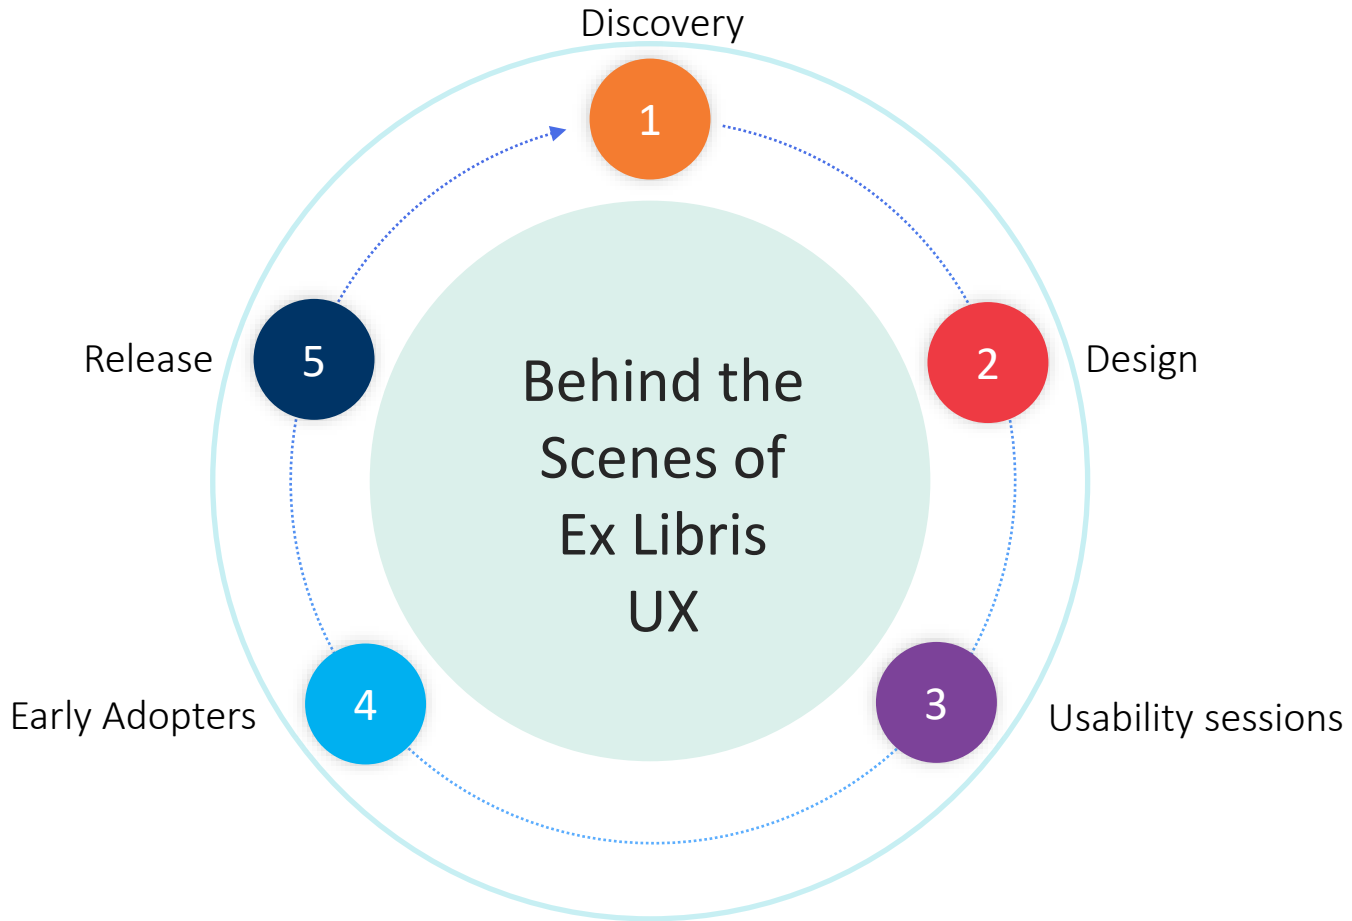 Discovery
1
2
Design
3
Usability sessions
4
Early Adopters
5
Release
Behind the
Scenes of
Ex Libris
UX